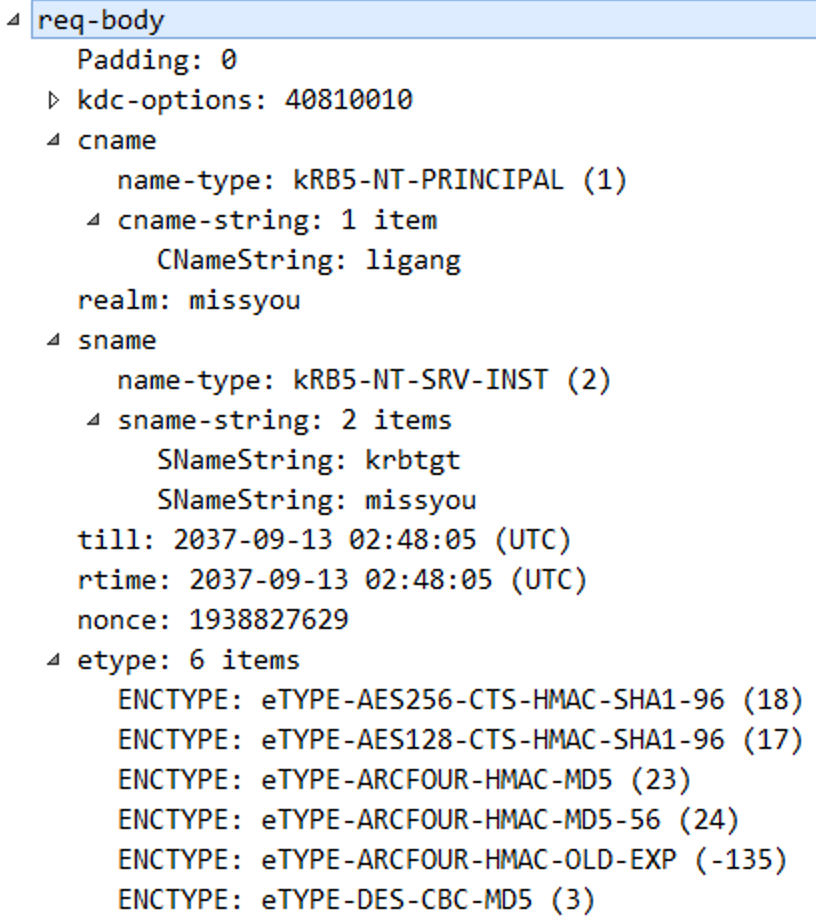 req-body
Padding: 0
kdc-options: 40810010
cname
name-type: kRB5-NT-PRINCIPAL (1)
cname-string: 1 item
CNameString: ligang
realm: missyou
sname
name-type: kRB5-NT-SRV-INST (2)
sname-string: 2 items
SNameString: krbtgt
SNameString: missyou
till: 2037-09-13 02:48:05 (UTC)
rtime: 2037-09-13 02:48:05 (UTC)
nonce: 1938827629
etype: 6 items
ENCTYPE: eTYPE-AES256-CTS-HMAC-SHA1-96 (18)
ENCTYPE: eTYPE-AES128-CTS-HMAC-SHA1-96 (17)
ENCTYPE: eTYPE-ARCFOUR-HMAC-MD5 (23)
ENCTYPE: eTYPE-ARCFOUR-HMAC-MD5-56 (24)
ENCTYPE: eTYPE-ARCFOUR-HMAC-OLD-EXP (-135)
ENCTYPE: eTYPE-DES-CBC-MD5 (3)